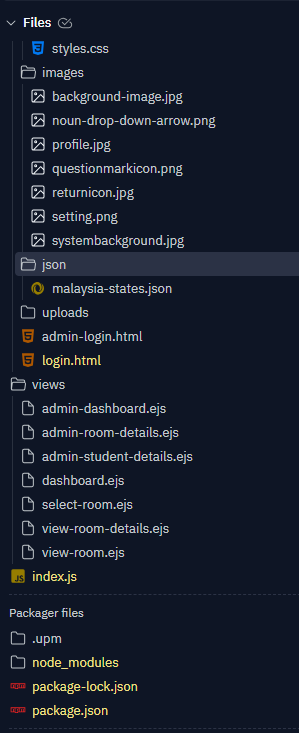 Files
styles.css
images
background-image.jpg
noun-drop-down-arrow.png
profile.jpg
questionmarkicon.png
returnicon.jpg
setting.png
systembackground.jpg
json
malaysia-states.json
uploads
admin-login.html
login.html
views
admin-dashboard.ejs
admin-room-details.ejs
admin-student-details.ejs
dashboard.ejs
select-room.ejs
view-room-details.ejs
view-room.ejs
JS index.js
Packager files
.upm
node_modules
package-lock.json
package.json